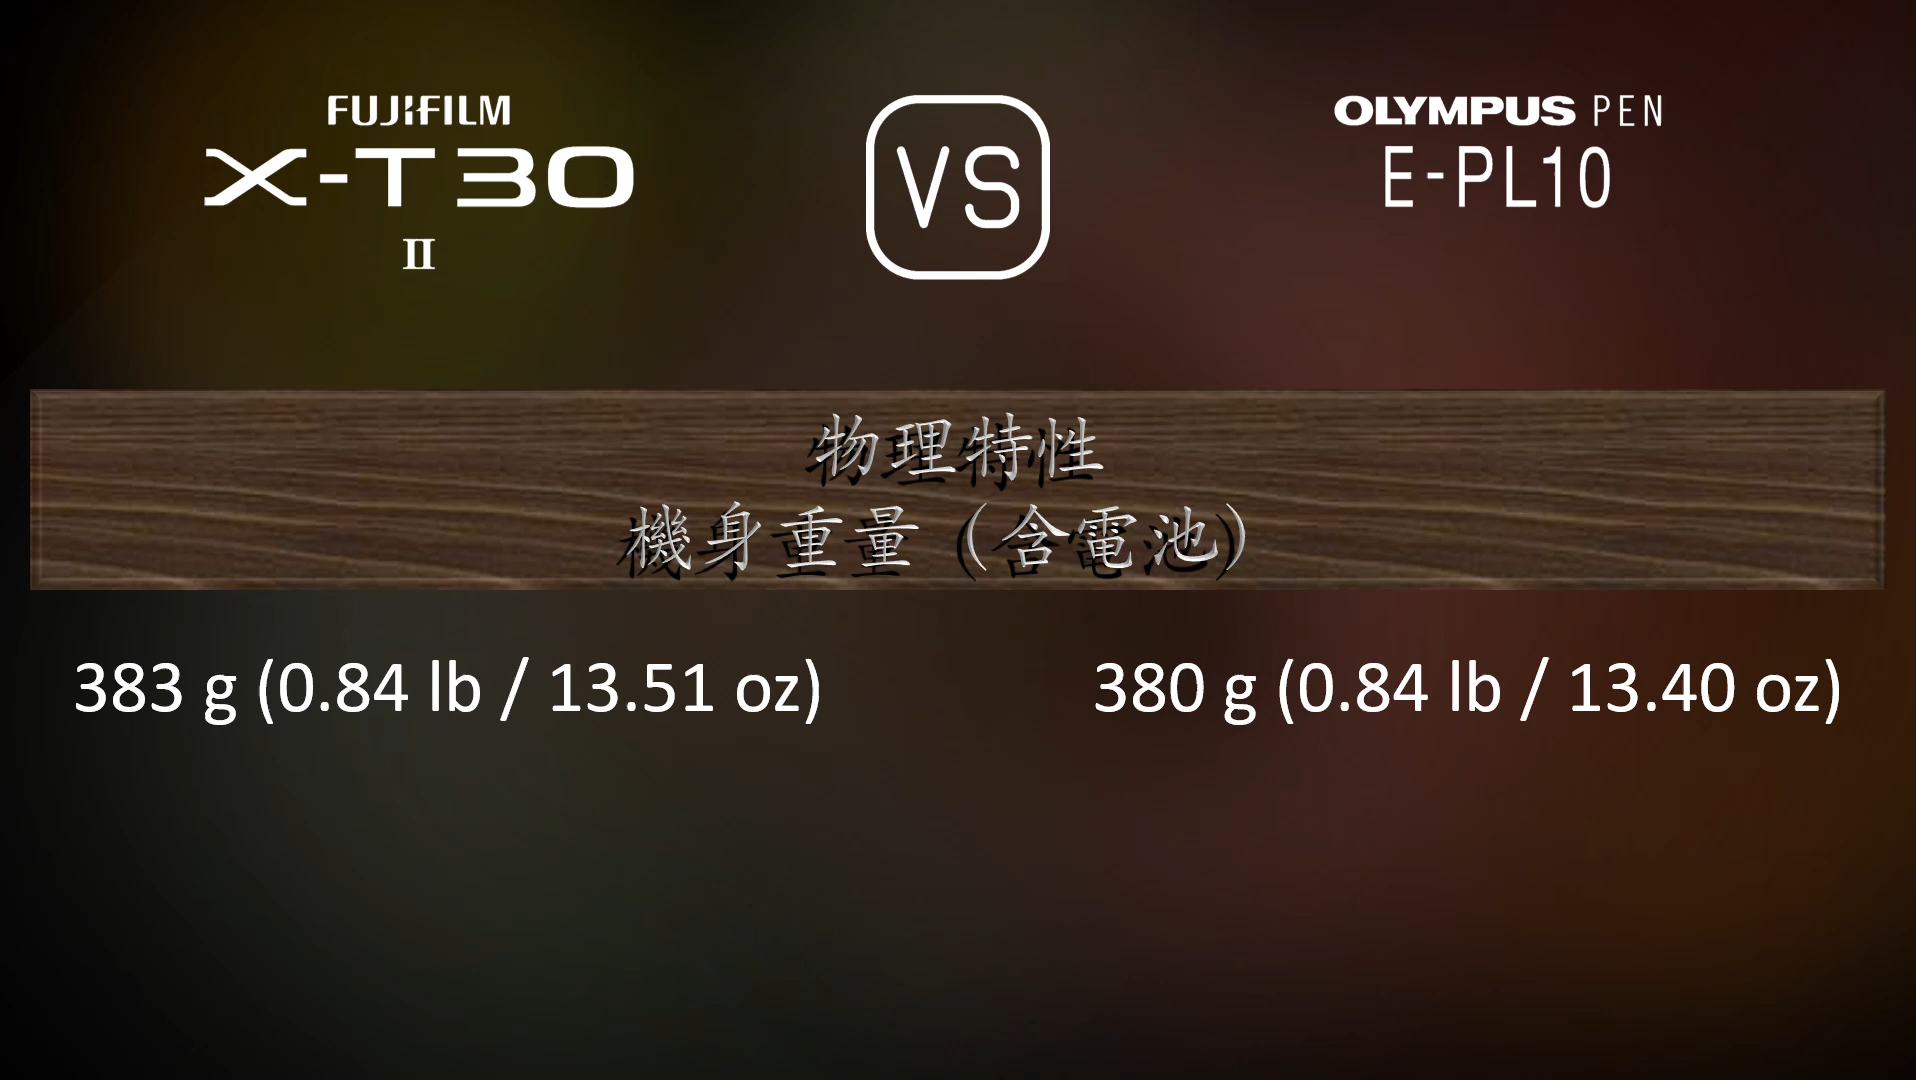 FUJIFILM
X-T30
II
VS
OLYMPUS PEN
E-PL10
物理特性
機身重量（含電池）
383 g (0.84 lb / 13.51 oz)
380 g (0.84 lb / 13.40 oz)